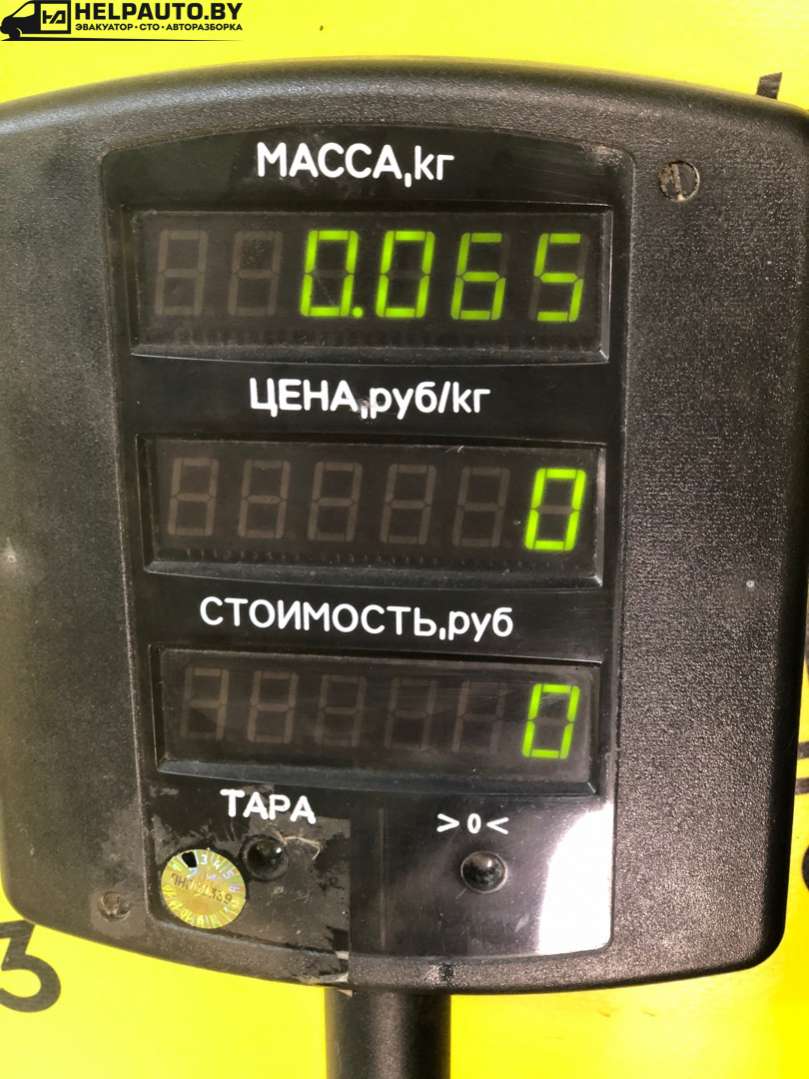 HELPAUTO.BY
ЭВАКУАТОР • СТО • АВТОРАЗБОРКА
МАССА,кг
0.065
ЦЕНА,руб/кг
0
СТОИМОСТЬ,руб
0
ТАРА >0<
3